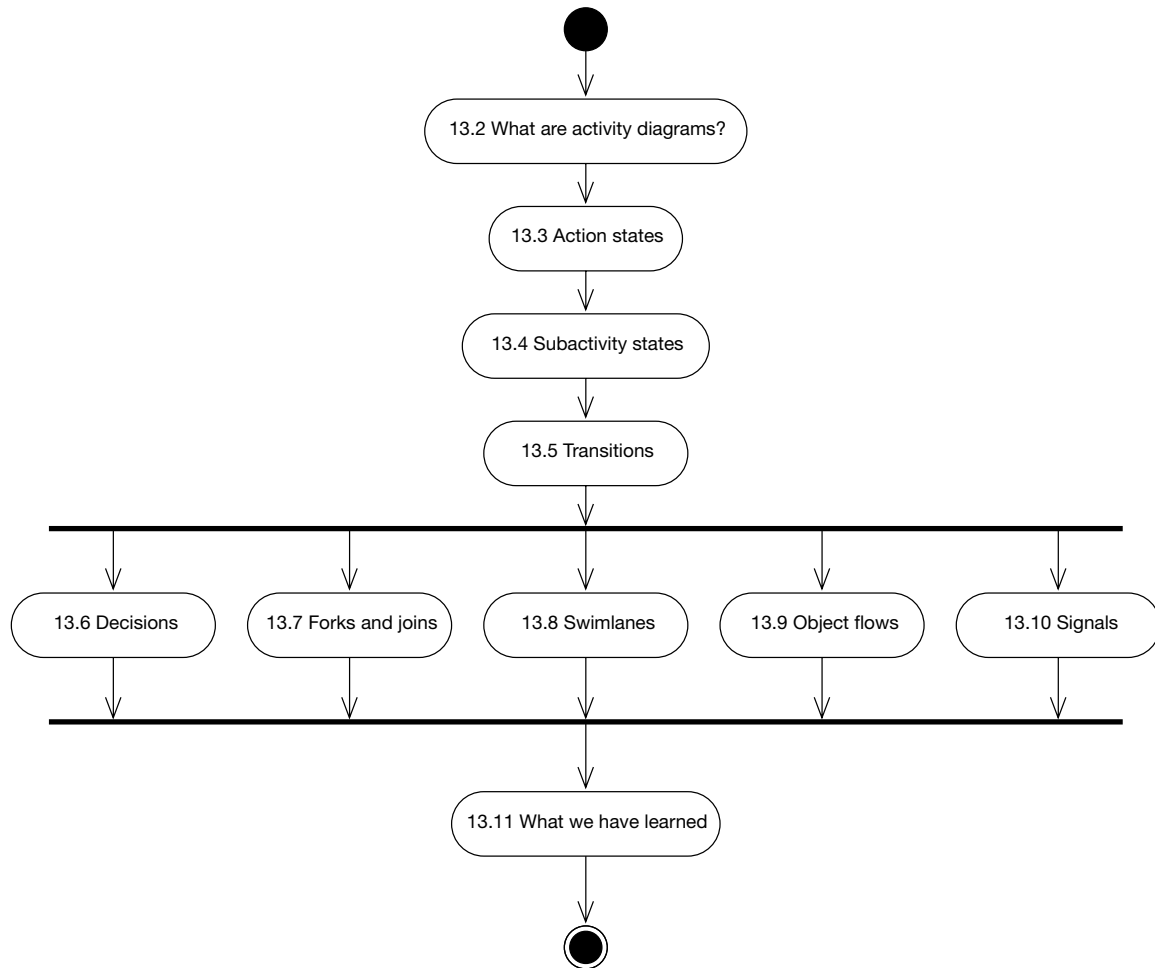 13.2 What are activity diagrams?
13.3 Action states
13.4 Subactivity states
13.5 Transitions
13.6 Decisions
13.7 Forks and joins
13.8 Swimlanes
13.9 Object flows
13.10 Signals
13.11 What we have learned